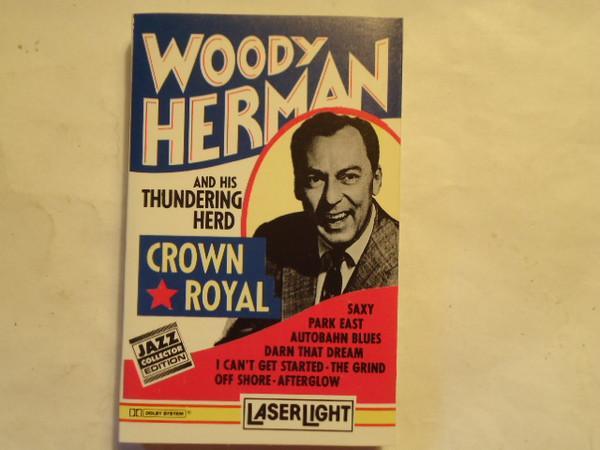 WOODY
HERMAN
AND HIS
THUNDERING
HERD
CROWN
ROYAL
SAXY
PARK EAST
AUTOBAHN BLUES
DARN THAT DREAM
I CAN'T GET STARTED · THE GRIND
OFF SHORE · AFTERGLOW
JAZZ
COLLECTOR
EDITION
DOLBY SYSTEM ®
LASERLIGHT